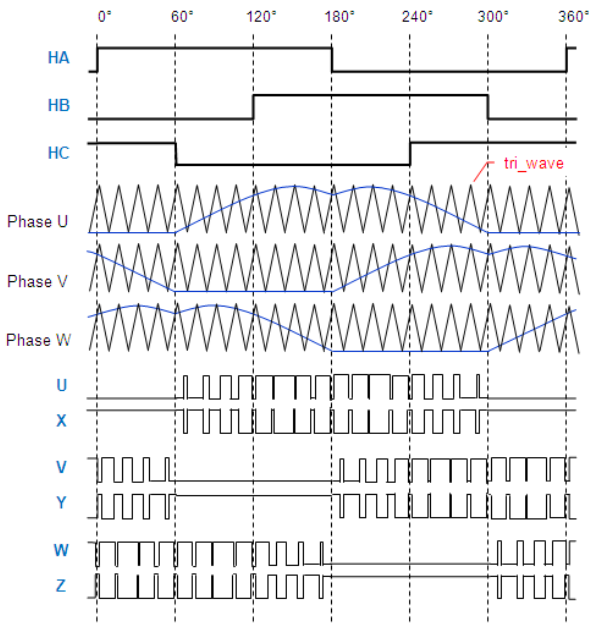 0° 60° 120° 180° 240° 300° 360°
HA
HB
HC
tri_wave
Phase U
Phase V
Phase W
U
X
V
Y
W
Z